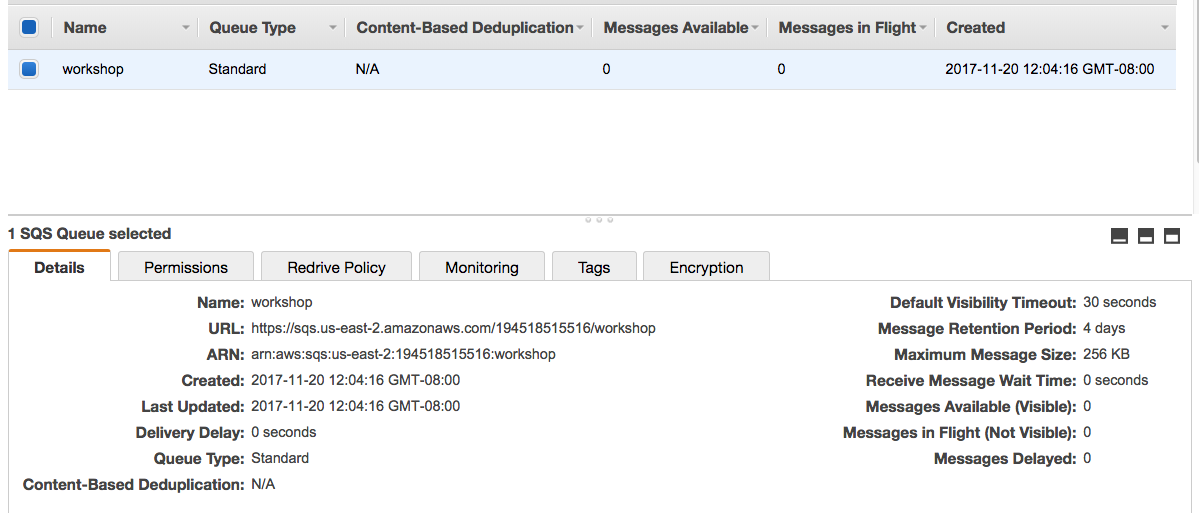 Name Queue Type Content-Based Deduplication Messages Available Messages in Flight Created
workshop Standard N/A 0 0 2017-11-20 12:04:16 GMT-08:00
1 SQS Queue selected
Details Permissions Redrive Policy Monitoring Tags Encryption
Name: workshop Default Visibility Timeout: 30 seconds
URL: https://sqs.us-east-2.amazonaws.com/194518515516/workshop Message Retention Period: 4 days
ARN: arn:aws:sqs:us-east-2:194518515516:workshop Maximum Message Size: 256 KB
Created: 2017-11-20 12:04:16 GMT-08:00 Receive Message Wait Time: 0 seconds
Last Updated: 2017-11-20 12:04:16 GMT-08:00 Messages Available (Visible): 0
Delivery Delay: 0 seconds Messages in Flight (Not Visible): 0
Queue Type: Standard Messages Delayed: 0
Content-Based Deduplication: N/A